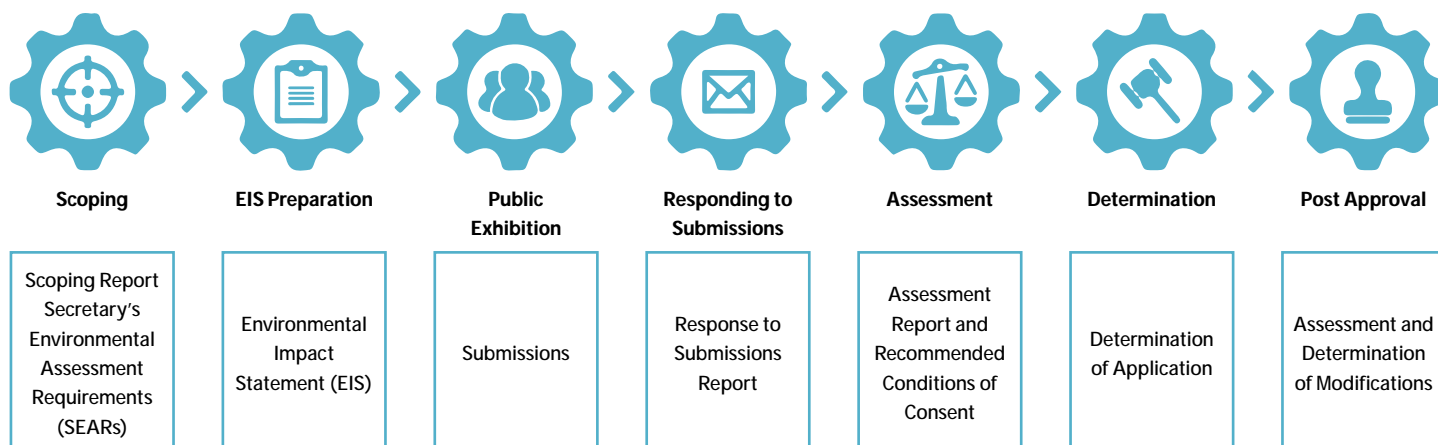 Scoping
EIS Preparation
Public
Exhibition
Responding to
Submissions
Assessment
Determination
Post Approval
Scoping Report
Secretary’s
Environmental
Assessment
Requirements
(SEARs)
Environmental
Impact
Statement (EIS)
Submissions
Response to
Submissions
Report
Assessment
Report and
Recommended
Conditions of
Consent
Determination
of Application
Assessment and
Determination
of Modifications